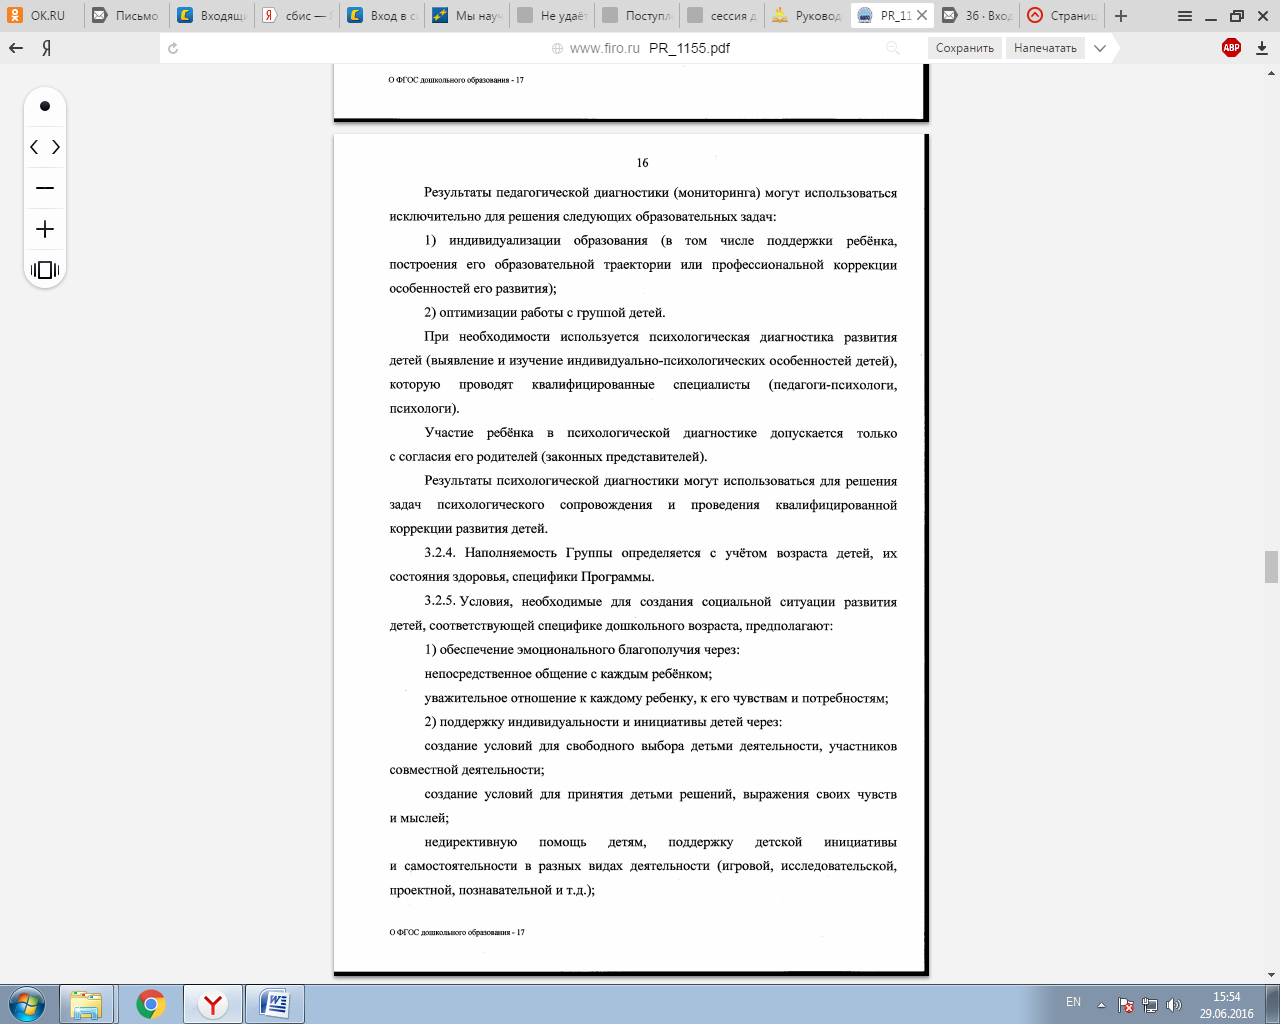 OK.RU
Письмо
Входящи
сбис — Я
Вход в с
Мы науч
Не удаёт
Поступл
сессия д
Руковод
PR_11
36 · Вход
Страниц
www.firo.ru PR_1155.pdf
Сохранить
Напечатать
ABP
О ФГОС дошкольного образования - 17
16
Результаты педагогической диагностики (мониторинга) могут использоваться
исключительно для решения следующих образовательных задач:
1) индивидуализации образования (в том числе поддержки ребёнка,
построения его образовательной траектории или профессиональной коррекции
особенностей его развития);
2) оптимизации работы с группой детей.
При необходимости используется психологическая диагностика развития
детей (выявление и изучение индивидуально-психологических особенностей детей),
которую проводят квалифицированные специалисты (педагоги-психологи,
психологи).
Участие ребёнка в психологической диагностике допускается только
с согласия его родителей (законных представителей).
Результаты психологической диагностики могут использоваться для решения
задач психологического сопровождения и проведения квалифицированной
коррекции развития детей.
3.2.4. Наполняемость Группы определяется с учётом возраста детей, их
состояния здоровья, специфики Программы.
3.2.5. Условия, необходимые для создания социальной ситуации развития
детей, соответствующей специфике дошкольного возраста, предполагают:
1) обеспечение эмоционального благополучия через:
непосредственное общение с каждым ребёнком;
уважительное отношение к каждому ребенку, к его чувствам и потребностям;
2) поддержку индивидуальности и инициативы детей через:
создание условий для свободного выбора детьми деятельности, участников
совместной деятельности;
создание условий для принятия детьми решений, выражения своих чувств
и мыслей;
недирективную помощь детям, поддержку детской инициативы
и самостоятельности в разных видах деятельности (игровой, исследовательской,
проектной, познавательной и т.д.);
О ФГОС дошкольного образования - 17
EN
15:54
29.06.2016